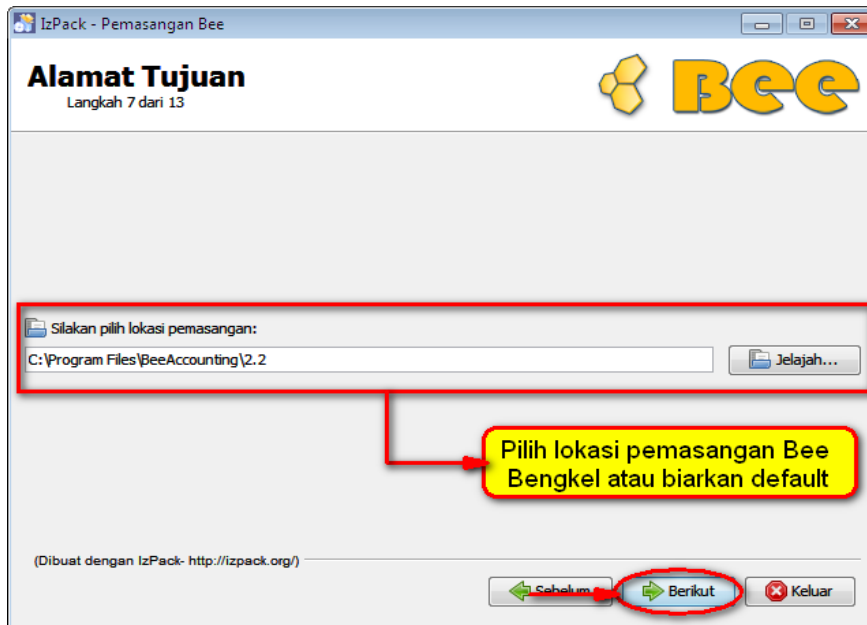 IzPack - Pemasangan Bee
Alamat Tujuan
Langkah 7 dari 13
Bee
Silakan pilih lokasi pemasangan:
C:\Program Files\BeeAccounting\2.2
Jelajah...
Pilih lokasi pemasangan Bee
Bengkel atau biarkan default
(Dibuat dengan IzPack- http://izpack.org/)
Sebelum
Berikut
Keluar